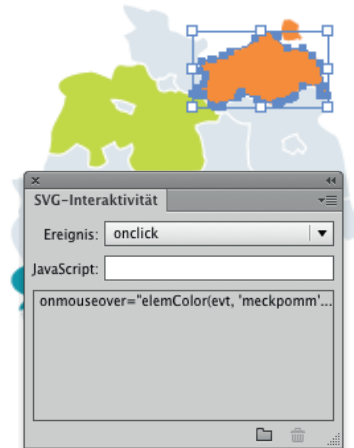 SVG-Interaktivität
Ereignis: onclick
JavaScript:
onmouseover="elemColor(evt, 'meckpomm'...